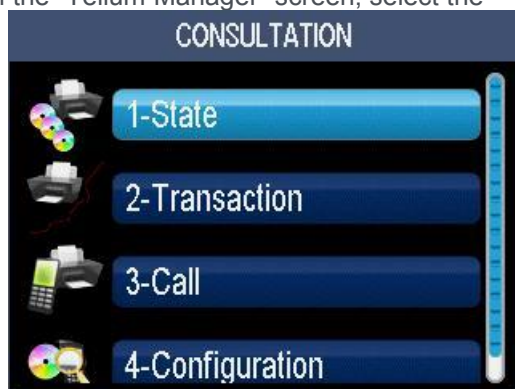 the "Telium Manager" screen, select the
CONSULTATION
1-State
2-Transaction
3-Call
4-Configuration